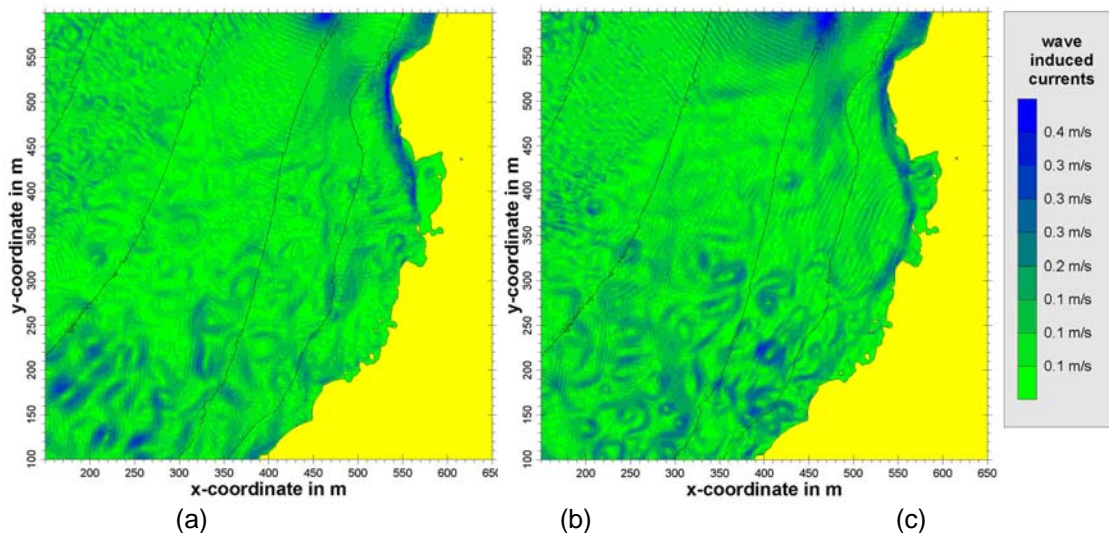 y-coordinate in m
550
500
450
400
350
300
250
200
150
100
200 250 300 350 400 450 500 550 600 650
x-coordinate in m
(a)
y-coordinate in m
550
500
450
400
350
300
250
200
150
100
200 250 300 350 400 450 500 550 600 650
x-coordinate in m
(b)
wave
induced
currents
0.4 m/s
0.3 m/s
0.3 m/s
0.3 m/s
0.2 m/s
0.1 m/s
0.1 m/s
0.1 m/s
(c)